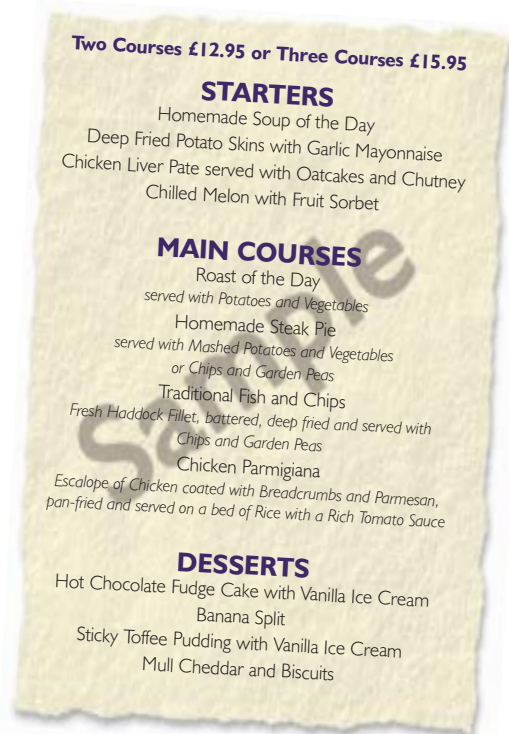 Two Courses £12.95 or Three Courses £15.95
STARTERS
Homemade Soup of the Day
Deep Fried Potato Skins with Garlic Mayonnaise
Chicken Liver Pate served with Oatcakes and Chutney
Chilled Melon with Fruit Sorbet
MAIN COURSES
Roast of the Day
served with Potatoes and Vegetables
Homemade Steak Pie
served with Mashed Potatoes and Vegetables
or Chips and Garden Peas
Traditional Fish and Chips
Fresh Haddock Fillet, battered, deep fried and served with
Chips and Garden Peas
Chicken Parmigiana
Escalope of Chicken coated with Breadcrumbs and Parmesan,
pan-fried and served on a bed of Rice with a Rich Tomato Sauce
DESSERTS
Hot Chocolate Fudge Cake with Vanilla Ice Cream
Banana Split
Sticky Toffee Pudding with Vanilla Ice Cream
Mull Cheddar and Biscuits
Sample